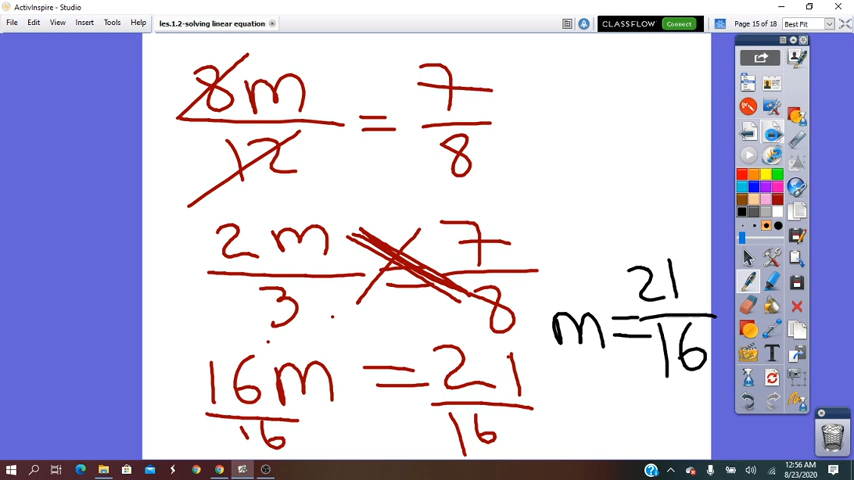 ActivInspire - Studio
File Edit View Insert Tools Help
les.1.2-solving linear equation
CLASSFLOW Connect
Page 15 of 18
Best Fit
8m/12 = 7/8
2m/3 = 7/8
16m/16 = 21/16
m = 21/16
12:56 AM
8/23/2020